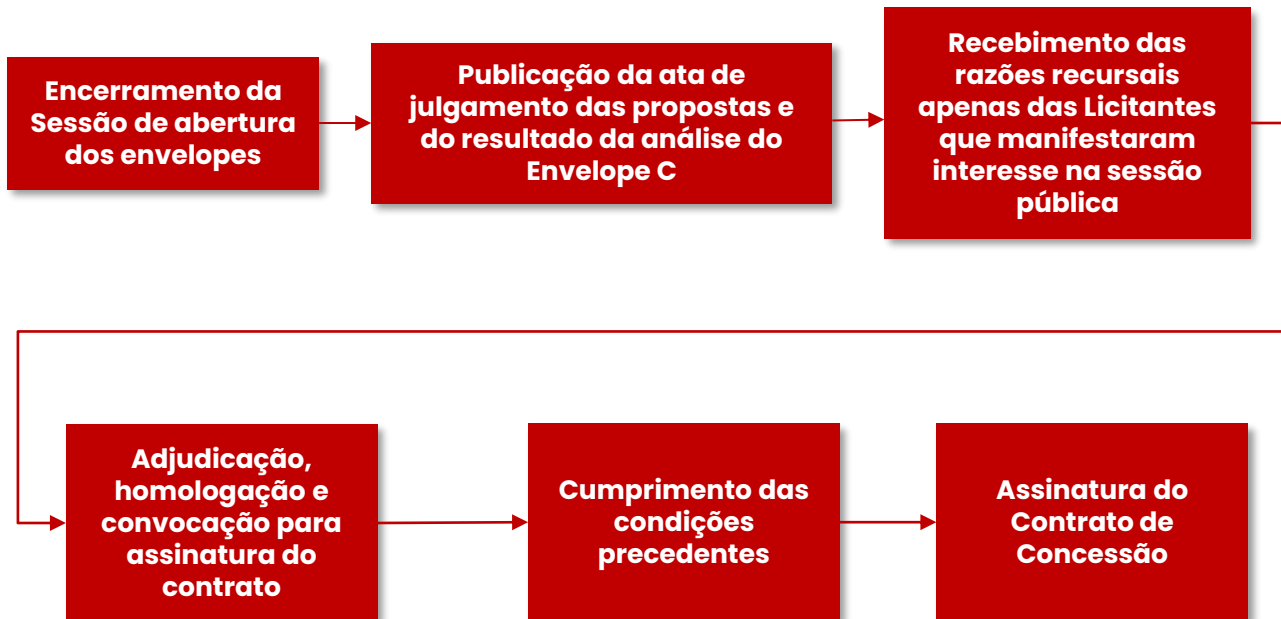 Encerramento da
Sessão de abertura
dos envelopes
Publicação da ata de
julgamento das propostas e
do resultado da análise do
Envelope C
Recebimento das
razões recursais
apenas das Licitantes
que manifestaram
interesse na sessão
pública
Adjudicação,
homologação e
convocação para
assinatura do
contrato
Cumprimento das
condições
precedentes
Assinatura do
Contrato de
Concessão